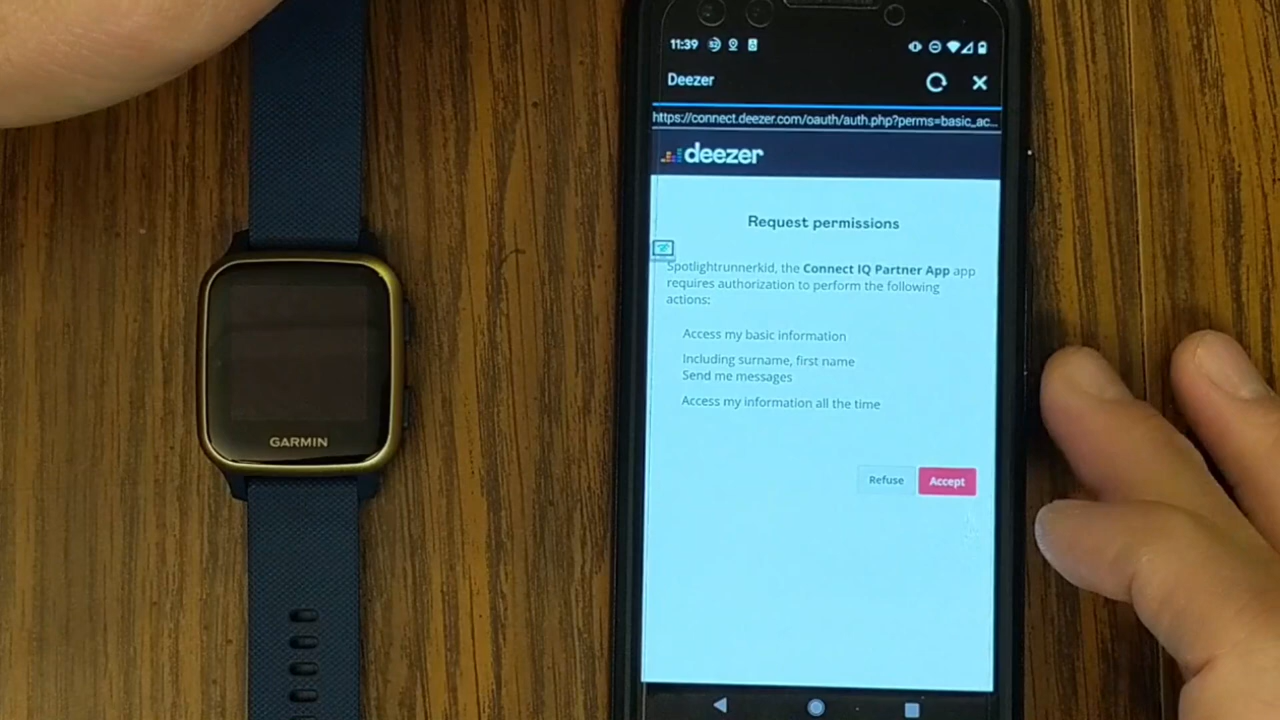 11:39
52
Deezer
https://connect.deezer.com/oauth/auth.php?perms=basic_ac...
deezer
Request permissions
Spotlightrunnerkid, the Connect IQ Partner App app
requires authorization to perform the following
actions:
Access my basic information
Including surname, first name
Send me messages
Access my information all the time
Refuse
Accept
GARMIN